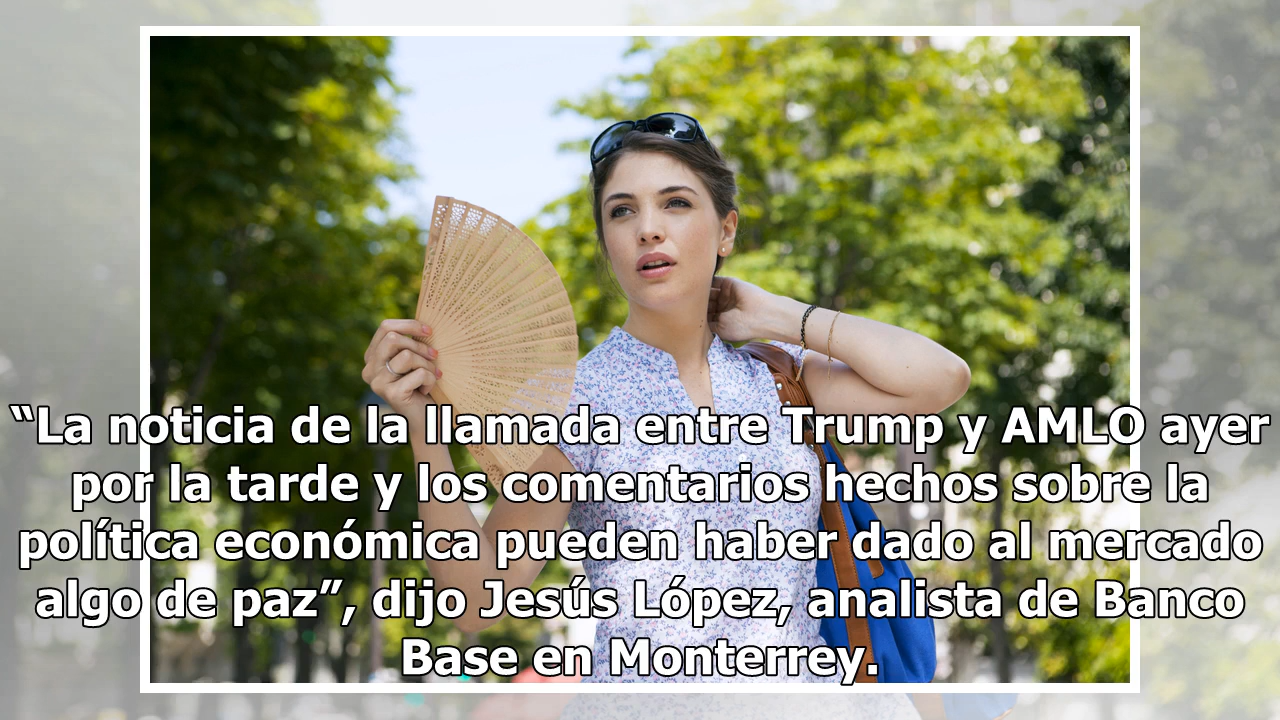 “La noticia de la llamada entre Trump y AMLO ayer
por la tarde y los comentarios hechos sobre la
política económica pueden haber dado al mercado
algo de paz”, dijo Jesús López, analista de Banco
Base en Monterrey.